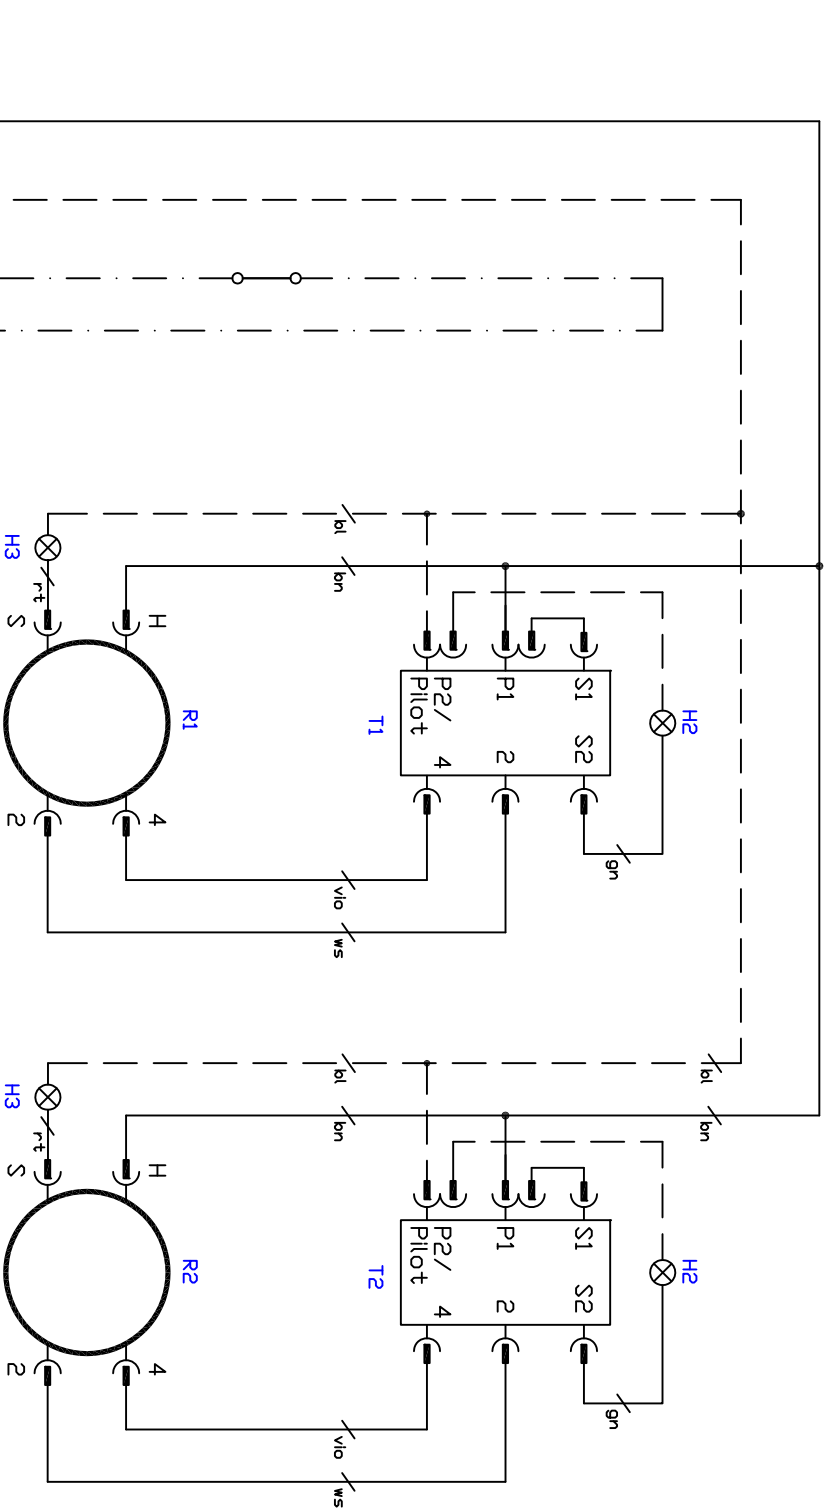 bl
bn
H2
H2
gn
gn
S1
S2
S1
S2
P1
2
P1
2
P2/
Pilot
4
P2/
Pilot
4
T1
T2
bl
bn
vio
ws
bl
bn
vio
ws
R1
R2
H
4
H
4
rt
rt
H3
S
2
H3
S
2